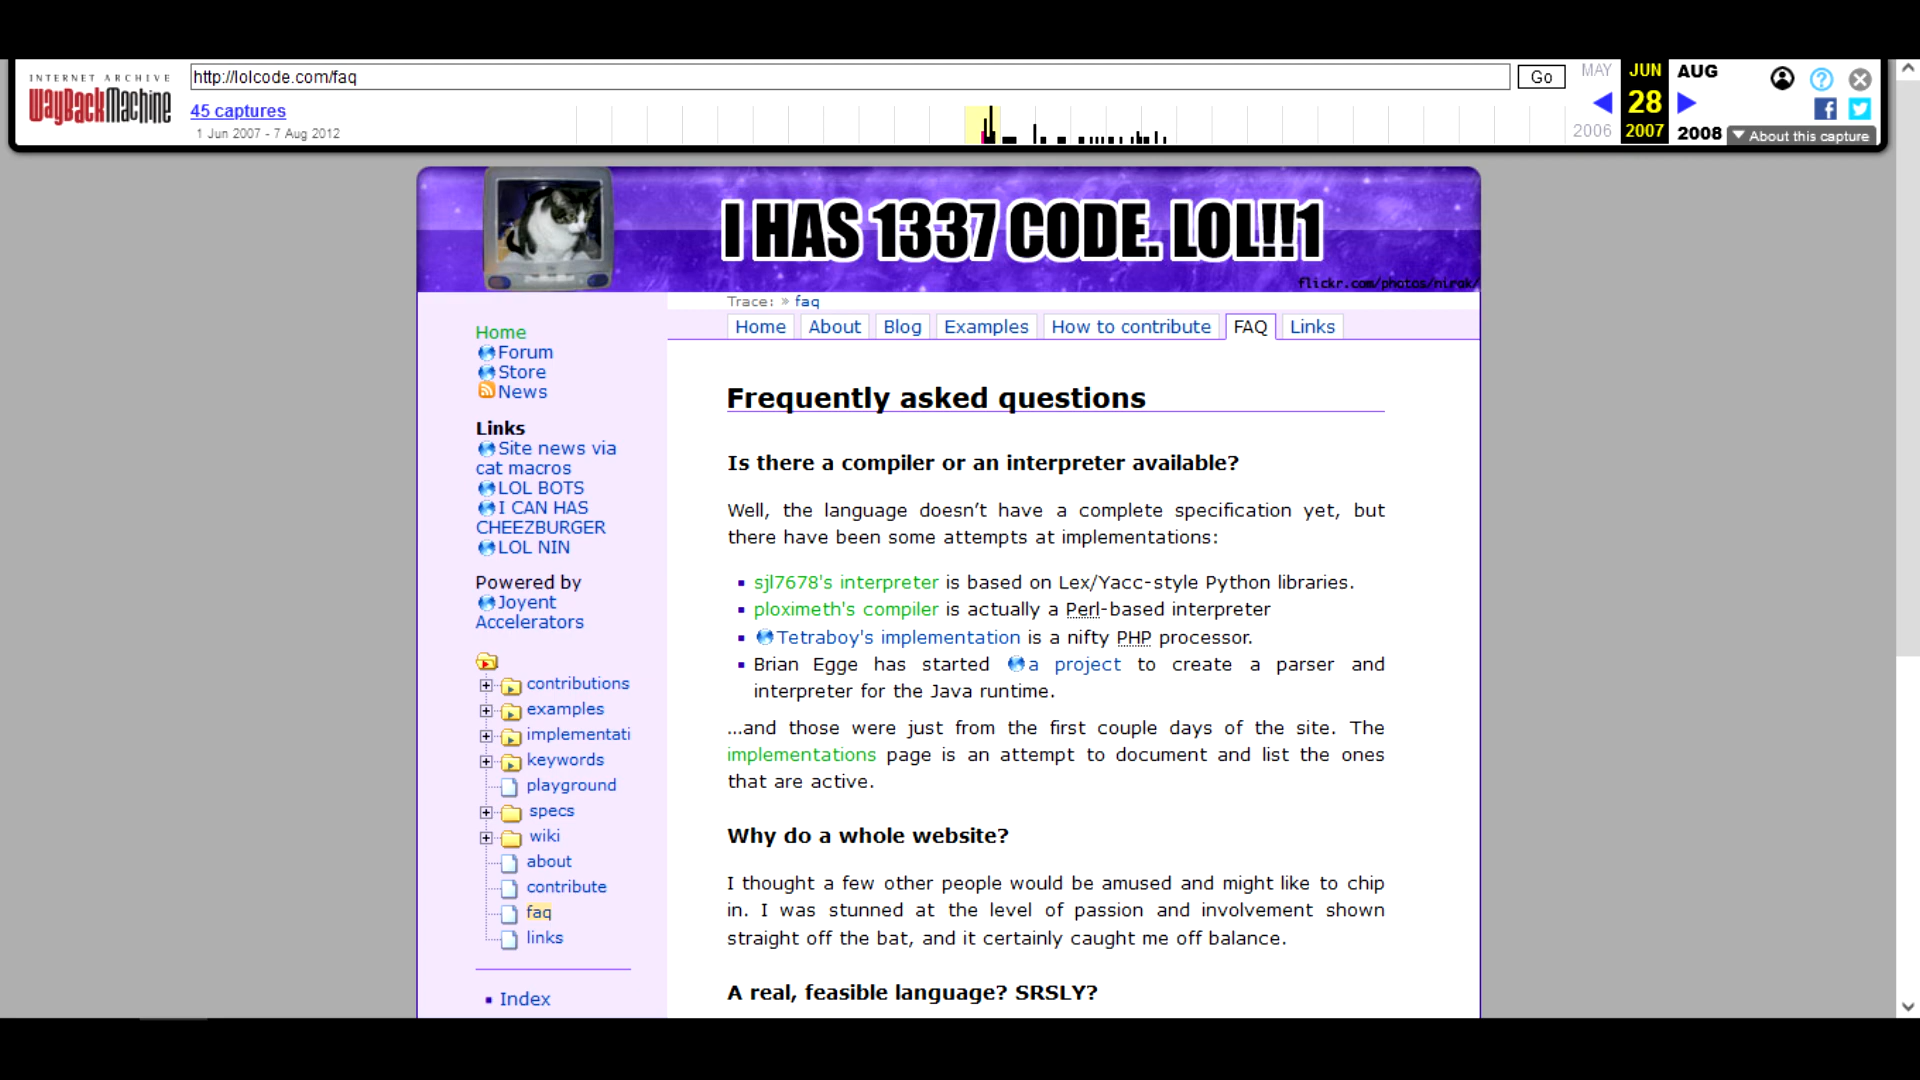 INTERNET ARCHIVE
WayBackMachine
http://lolcode.com/faq
Go
45 captures
1 Jun 2007 - 7 Aug 2012
MAY
JUN
AUG
28
2006
2007
2008
About this capture
I HAS 1337 CODE. LOL!!1
flickr.com/photos/nirak/
Trace: » faq
Home
About
Blog
Examples
How to contribute
FAQ
Links
Home
Forum
Store
News
Links
Site news via
cat macros
LOL BOTS
I CAN HAS
CHEEZBURGER
LOL NIN
Powered by
Joyent
Accelerators
contributions
examples
implementati
keywords
playground
specs
wiki
about
contribute
faq
links
Index
Frequently asked questions
Is there a compiler or an interpreter available?
Well, the language doesn’t have a complete specification yet, but
there have been some attempts at implementations:
sjl7678's interpreter is based on Lex/Yacc-style Python libraries.
ploximeth's compiler is actually a Perl-based interpreter
Tetraboy's implementation is a nifty PHP processor.
Brian Egge has started a project to create a parser and
interpreter for the Java runtime.
…and those were just from the first couple days of the site. The
implementations page is an attempt to document and list the ones
that are active.
Why do a whole website?
I thought a few other people would be amused and might like to chip
in. I was stunned at the level of passion and involvement shown
straight off the bat, and it certainly caught me off balance.
A real, feasible language? SRSLY?